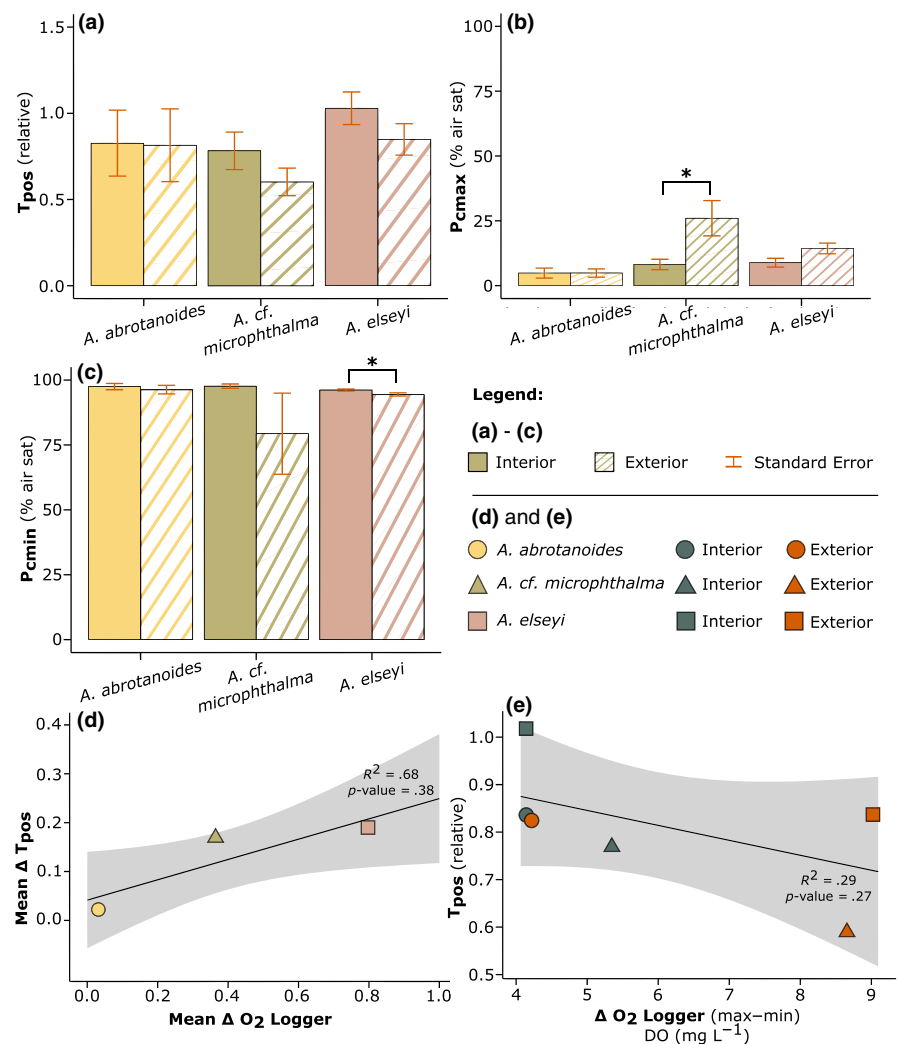 (a)
1.5
1.0
0.5
0.0
Tpos (relative)
A. abrotanoides
A. cf.
microphthalma
A. elseyi
(b)
100
75
50
25
0
Pcmax (% air sat)
*
A. abrotanoides
A. cf.
microphthalma
A. elseyi
(c)
100
75
50
25
0
Pcmin (% air sat)
*
A. abrotanoides
A. cf.
microphthalma
A. elseyi
Legend:
(a) - (c)
Interior
Exterior
Standard Error
(d) and (e)
A. abrotanoides Interior Exterior
A. cf. microphthalma Interior Exterior
A. elseyi Interior Exterior
(d)
0.4
0.3
0.2
0.1
0.0
Mean Δ Tpos
R² = .68
p-value = .38
0.0 0.2 0.4 0.6 0.8 1.0
Mean Δ O₂ Logger
(e)
1.0
0.9
0.8
0.7
0.6
0.5
Tpos (relative)
R² = .29
p-value = .27
4 5 6 7 8 9
Δ O₂ Logger (max−min)
DO (mg L⁻¹)